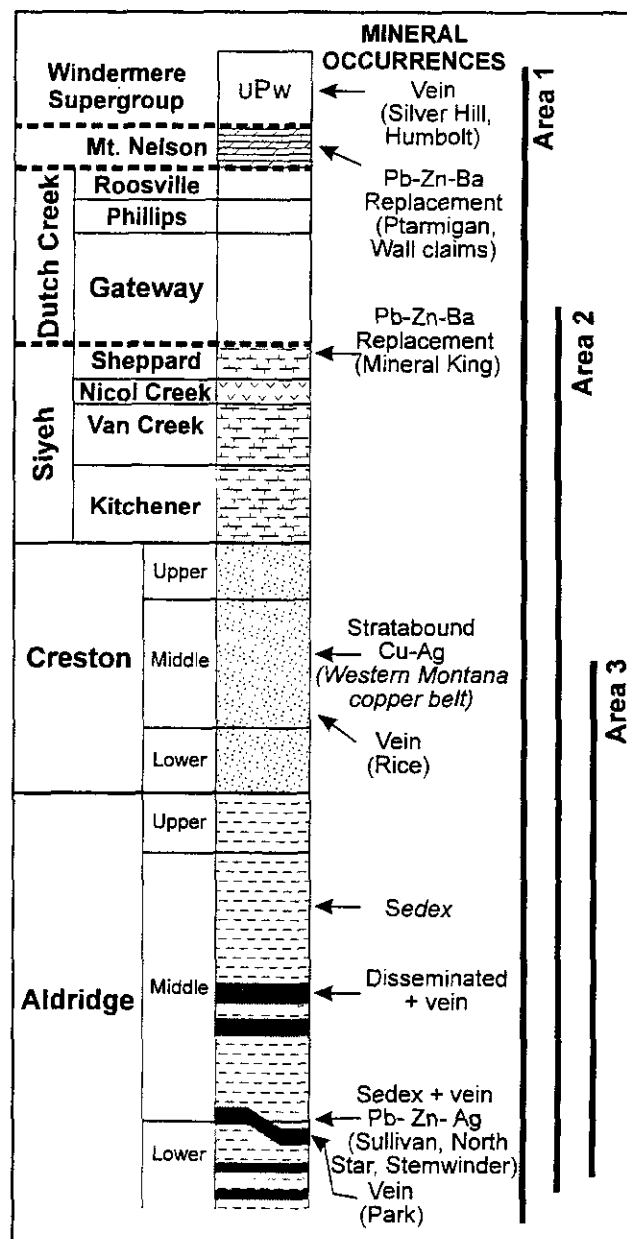 MINERAL
OCCURRENCES
Windermere
Supergroup
uPw
Vein
(Silver Hill,
Humbolt)
Mt. Nelson
Pb-Zn-Ba
Replacement
(Ptarmigan,
Wall claims)
Dutch Creek
Roosville
Phillips
Gateway
Pb-Zn-Ba
Replacement
(Mineral King)
Siyeh
Sheppard
Nicol Creek
Van Creek
Kitchener
Creston
Upper
Middle
Lower
Stratabound
Cu-Ag
(Western Montana
copper belt)
Vein
(Rice)
Aldridge
Upper
Middle
Lower
Sedex
Disseminated
+ vein
Sedex + vein
Pb- Zn- Ag
(Sullivan, North
Star, Stemwinder)
Vein
(Park)
Area 1
Area 2
Area 3